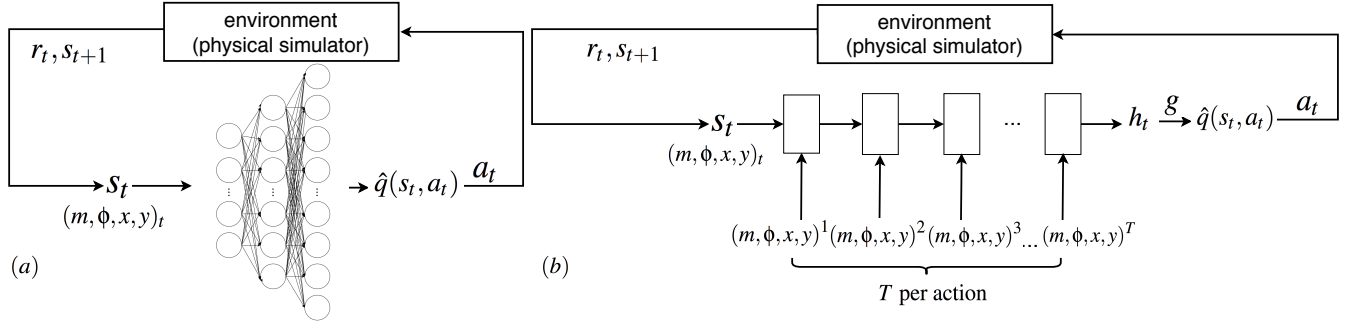 environment
(physical simulator)
r_t, s_{t+1}
s_t
(m, ϕ, x, y)_t
q̂(s_t, a_t)
a_t
(a)
environment
(physical simulator)
r_t, s_{t+1}
s_t
(m, ϕ, x, y)_t
...
h_t
g
q̂(s_t, a_t)
a_t
(m, ϕ, x, y)^1 (m, ϕ, x, y)^2 (m, ϕ, x, y)^3 ... (m, ϕ, x, y)^T
T per action
(b)